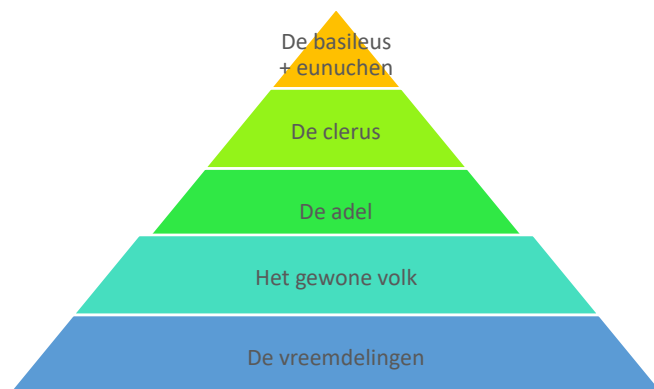 De basileus
+ eunuchen
De clerus
De adel
Het gewone volk
De vreemdelingen